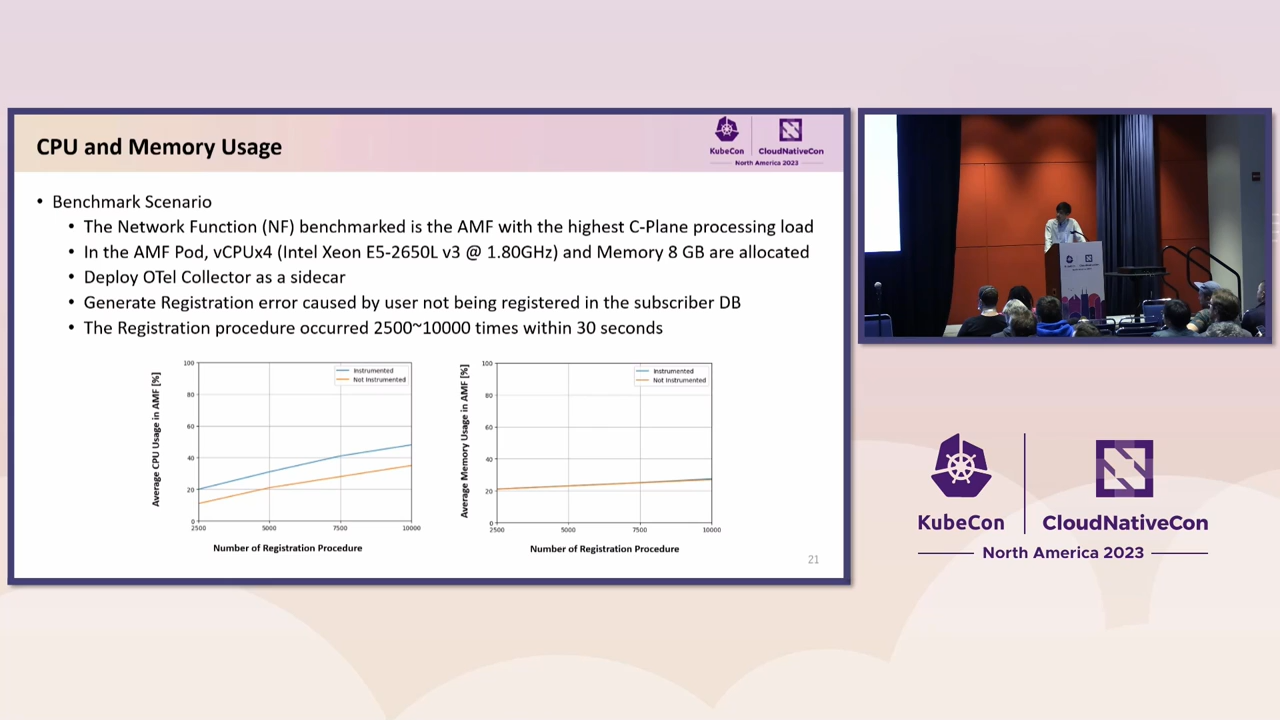 CPU and Memory Usage
KubeCon
CloudNativeCon
North America 2023
• Benchmark Scenario
• The Network Function (NF) benchmarked is the AMF with the highest C-Plane processing load
• In the AMF Pod, vCPUx4 (Intel Xeon E5-2650L v3 @ 1.80GHz) and Memory 8 GB are allocated
• Deploy OTel Collector as a sidecar
• Generate Registration error caused by user not being registered in the subscriber DB
• The Registration procedure occurred 2500~10000 times within 30 seconds
Average CPU Usage in AMF [%]
100
80
60
40
20
0
Instrumented
Not Instrumented
2500 5000 7500 10000
Number of Registration Procedure
Average Memory Usage in AMF [%]
100
80
60
40
20
0
Instrumented
Not Instrumented
2500 5000 7500 10000
Number of Registration Procedure
21
KubeCon
CloudNativeCon
North America 2023